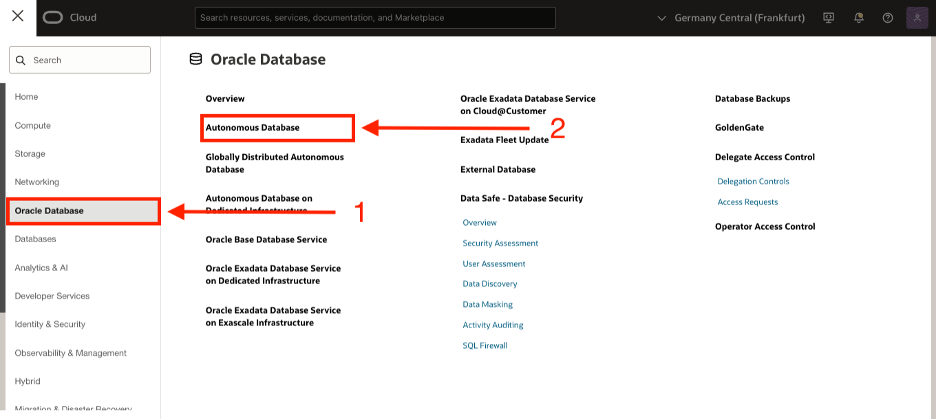 Cloud
Search resources, services, documentation, and Marketplace
Germany Central (Frankfurt)
Search
Home
Compute
Storage
Networking
Oracle Database
Databases
Analytics & AI
Developer Services
Identity & Security
Observability & Management
Hybrid
Migration & Disaster Recovery
Oracle Database
Overview
Autonomous Database
Globally Distributed Autonomous
Database
Autonomous Database on
Dedicated Infrastructure
1
Oracle Base Database Service
Oracle Exadata Database Service
on Dedicated Infrastructure
Oracle Exadata Database Service
on Exascale Infrastructure
Oracle Exadata Database Service
on Cloud@Customer
2
Exadata Fleet Update
External Database
Data Safe - Database Security
Overview
Security Assessment
User Assessment
Data Discovery
Data Masking
Activity Auditing
SQL Firewall
Database Backups
GoldenGate
Delegate Access Control
Delegation Controls
Access Requests
Operator Access Control